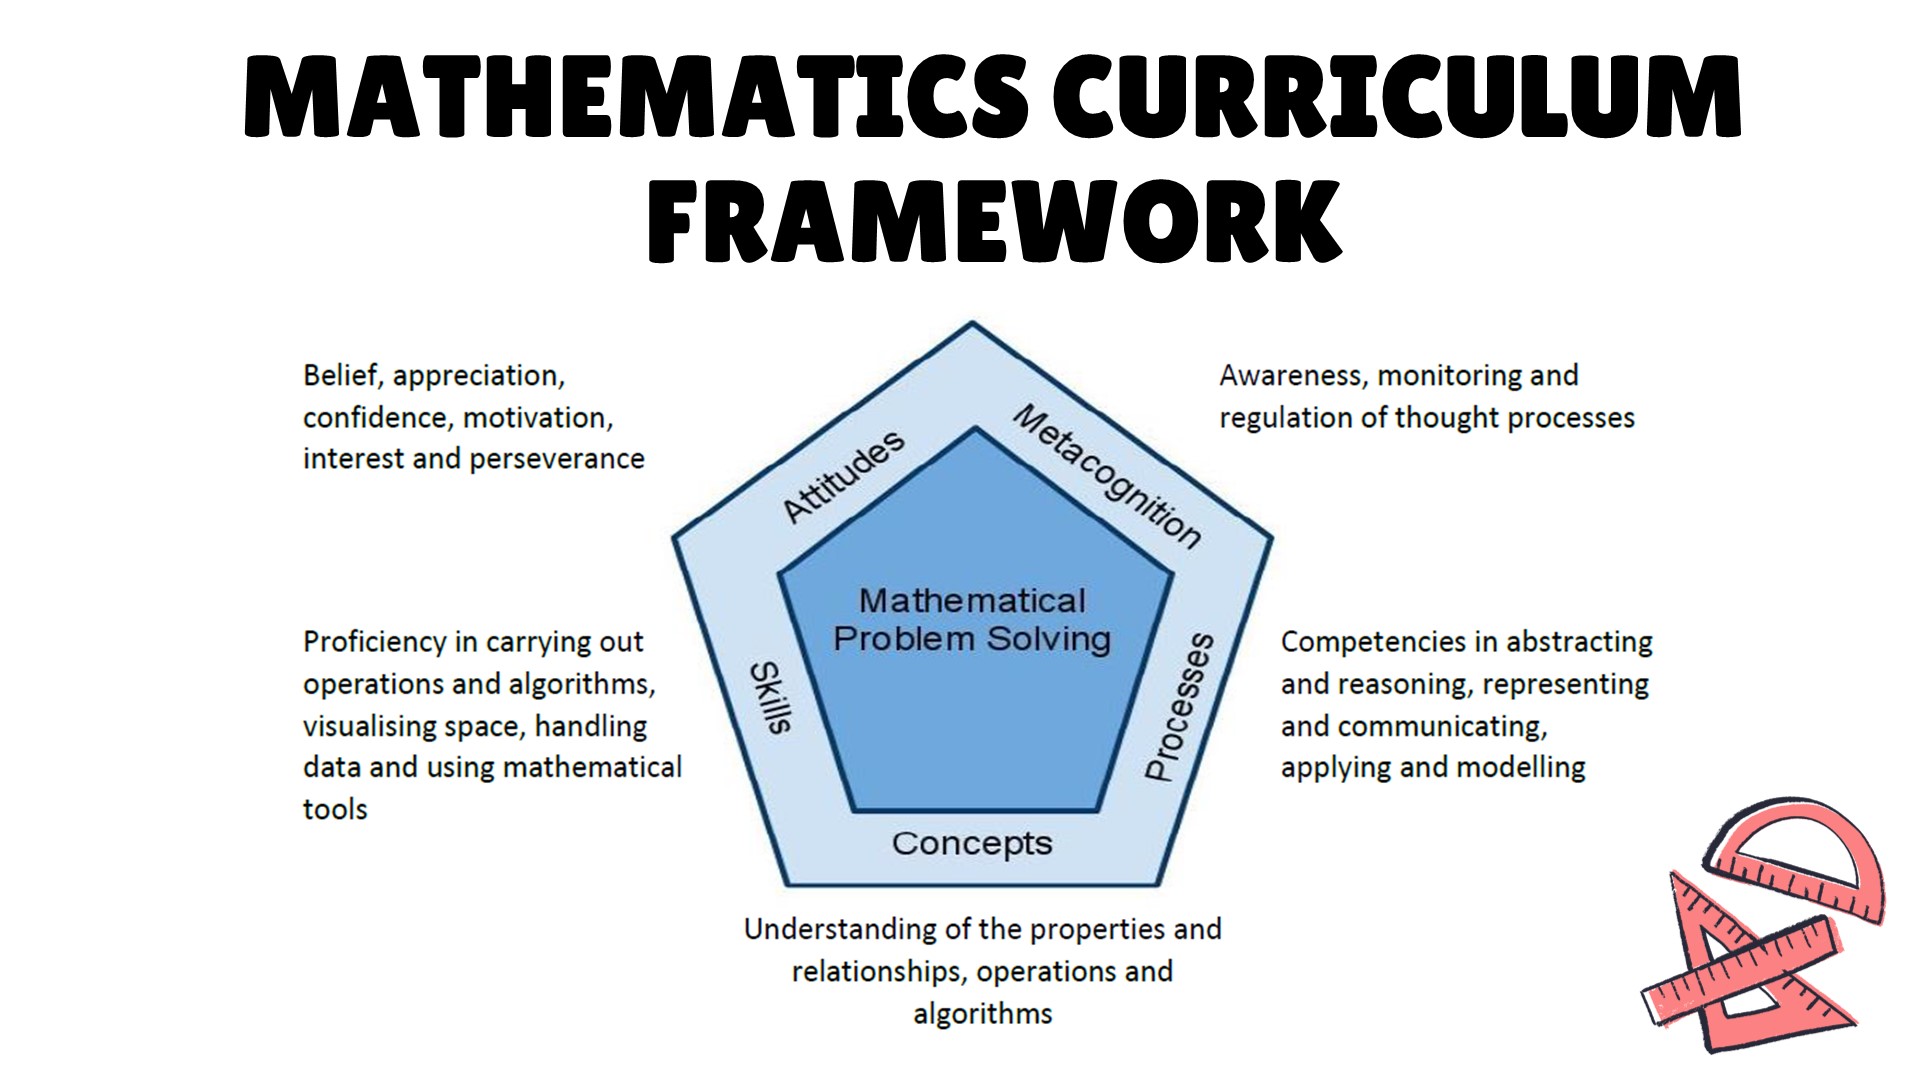 MATHEMATICS CURRICULUM
FRAMEWORK
Belief, appreciation,
confidence, motivation,
interest and perseverance
Awareness, monitoring and
regulation of thought processes
Attitudes
Metacognition
Mathematical
Problem Solving
Proficiency in carrying out
operations and algorithms,
visualising space, handling
data and using mathematical
tools
Skills
Processes
Competencies in abstracting
and reasoning, representing
and communicating,
applying and modelling
Concepts
Understanding of the properties and
relationships, operations and
algorithms